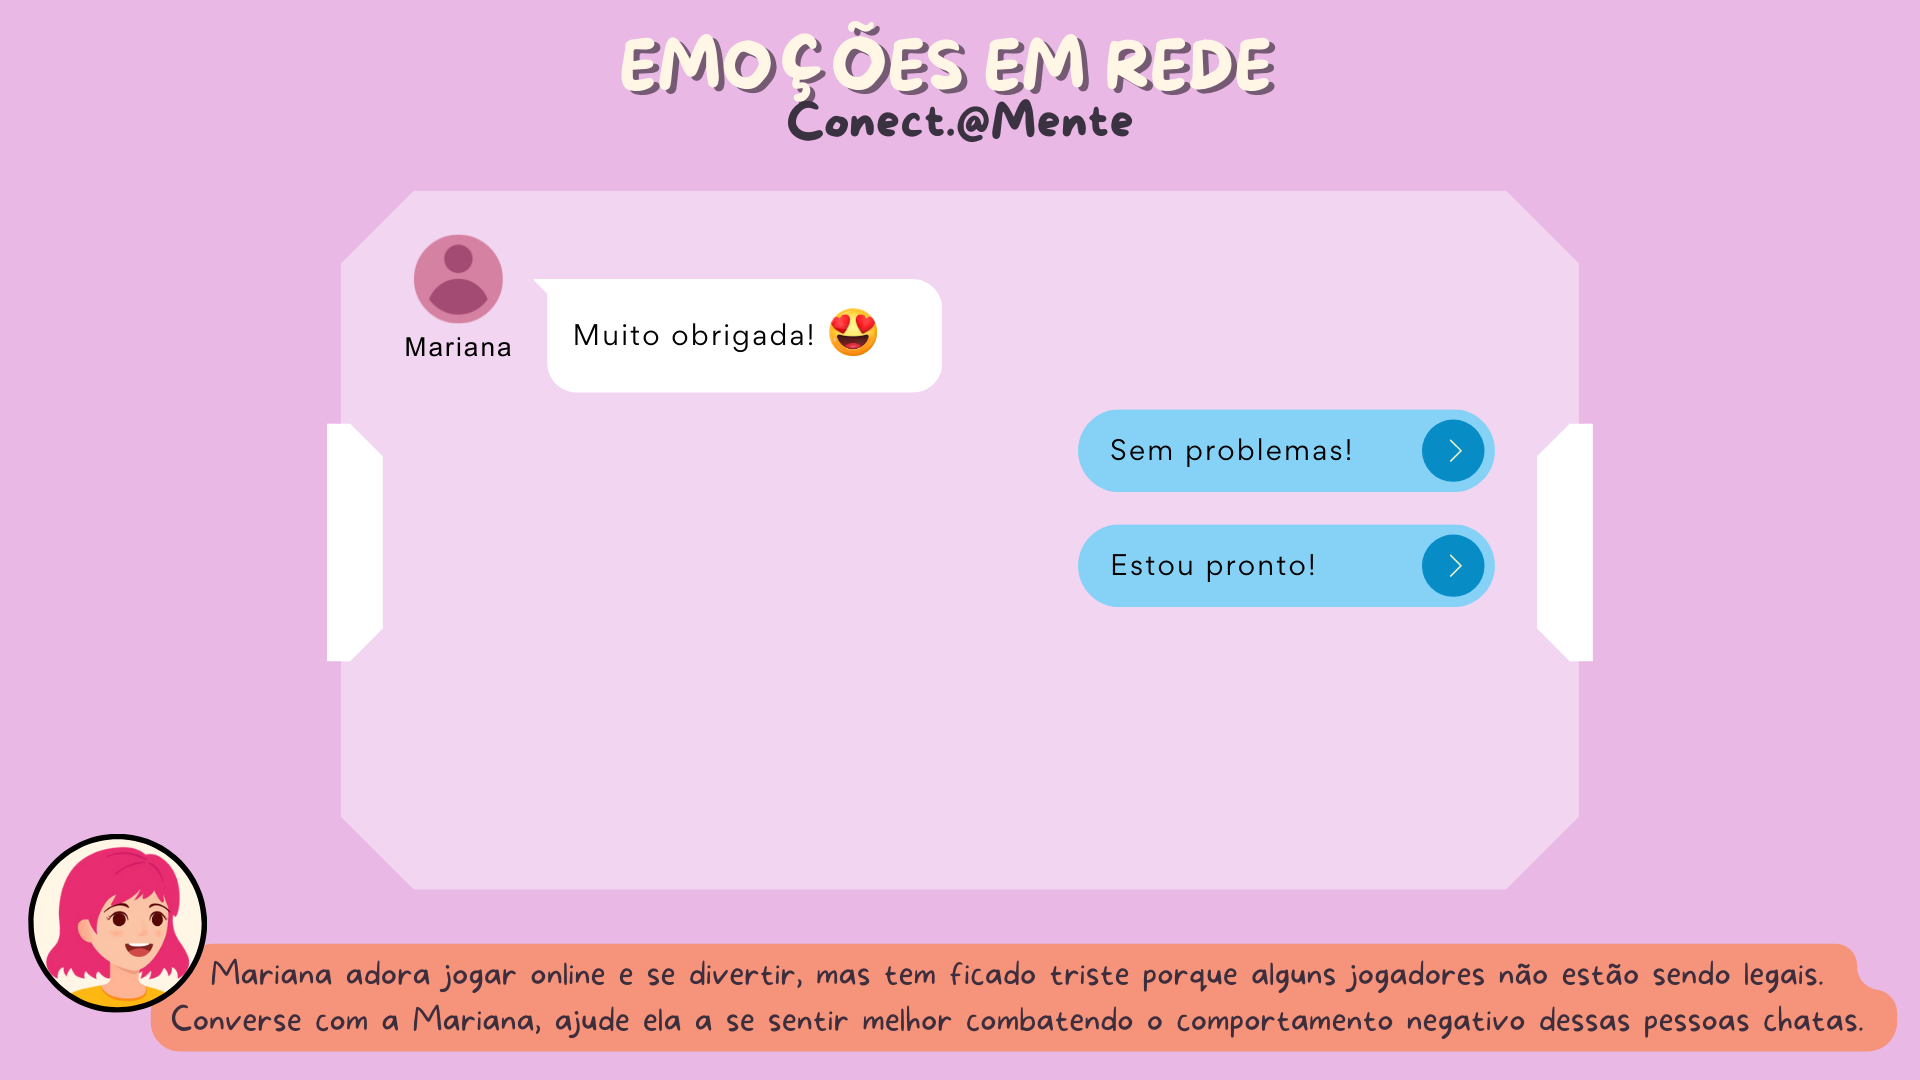 EMOÇÕES EM REDE
Conect.@Mente
Muito obrigada! 😍
Mariana
Sem problemas!
Estou pronto!
Mariana adora jogar online e se divertir, mas tem ficado triste porque alguns jogadores não estão sendo legais.
Converse com a Mariana, ajude ela a se sentir melhor combatendo o comportamento negativo dessas pessoas chatas.